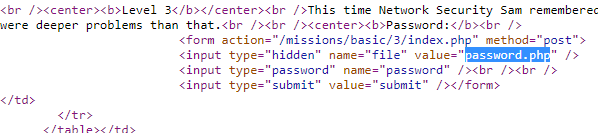 <br /><center><b>Level 3</b></center><br />This time Network Security Sam remembered
were deeper problems than that.<br /><br /><center><b>Password:</b><br />
<form action="/missions/basic/3/index.php" method="post">
<input type="hidden" name="file" value="password.php" />
<input type="password" name="password" /><br /><br />
<input type="submit" value="submit" /></form>
</td>
</tr>
</table></td>